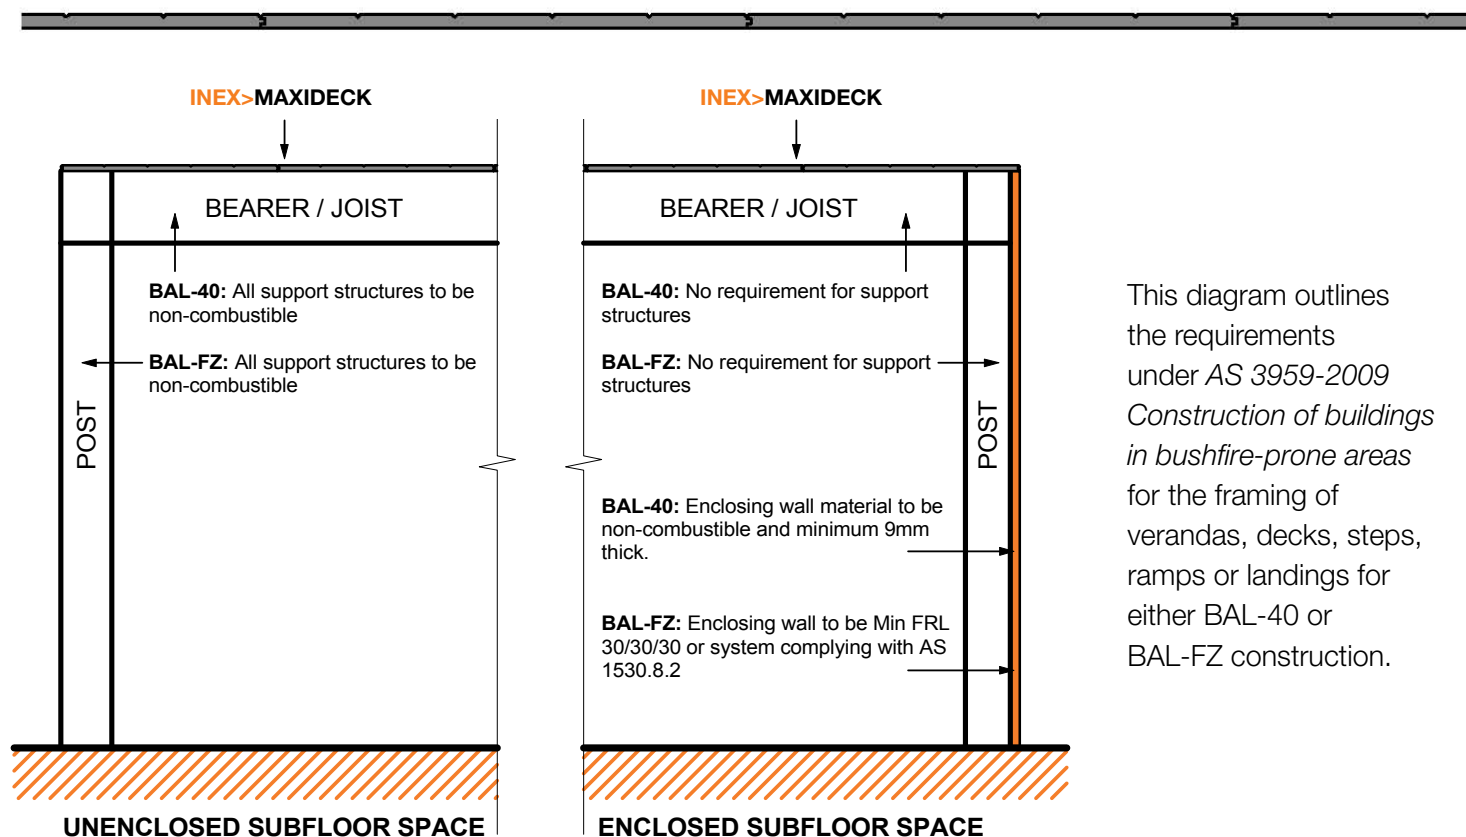 INEX>MAXIDECK
BEARER / JOIST
BAL-40: All support structures to be
non-combustible
BAL-FZ: All support structures to be
non-combustible
POST
UNENCLOSED SUBFLOOR SPACE
INEX>MAXIDECK
BEARER / JOIST
BAL-40: No requirement for support
structures
BAL-FZ: No requirement for support
structures
POST
BAL-40: Enclosing wall material to be
non-combustible and minimum 9mm
thick.
BAL-FZ: Enclosing wall to be Min FRL
30/30/30 or system complying with AS
1530.8.2
ENCLOSED SUBFLOOR SPACE
This diagram outlines
the requirements
under AS 3959-2009
Construction of buildings
in bushfire-prone areas
for the framing of
verandas, decks, steps,
ramps or landings for
either BAL-40 or
BAL-FZ construction.